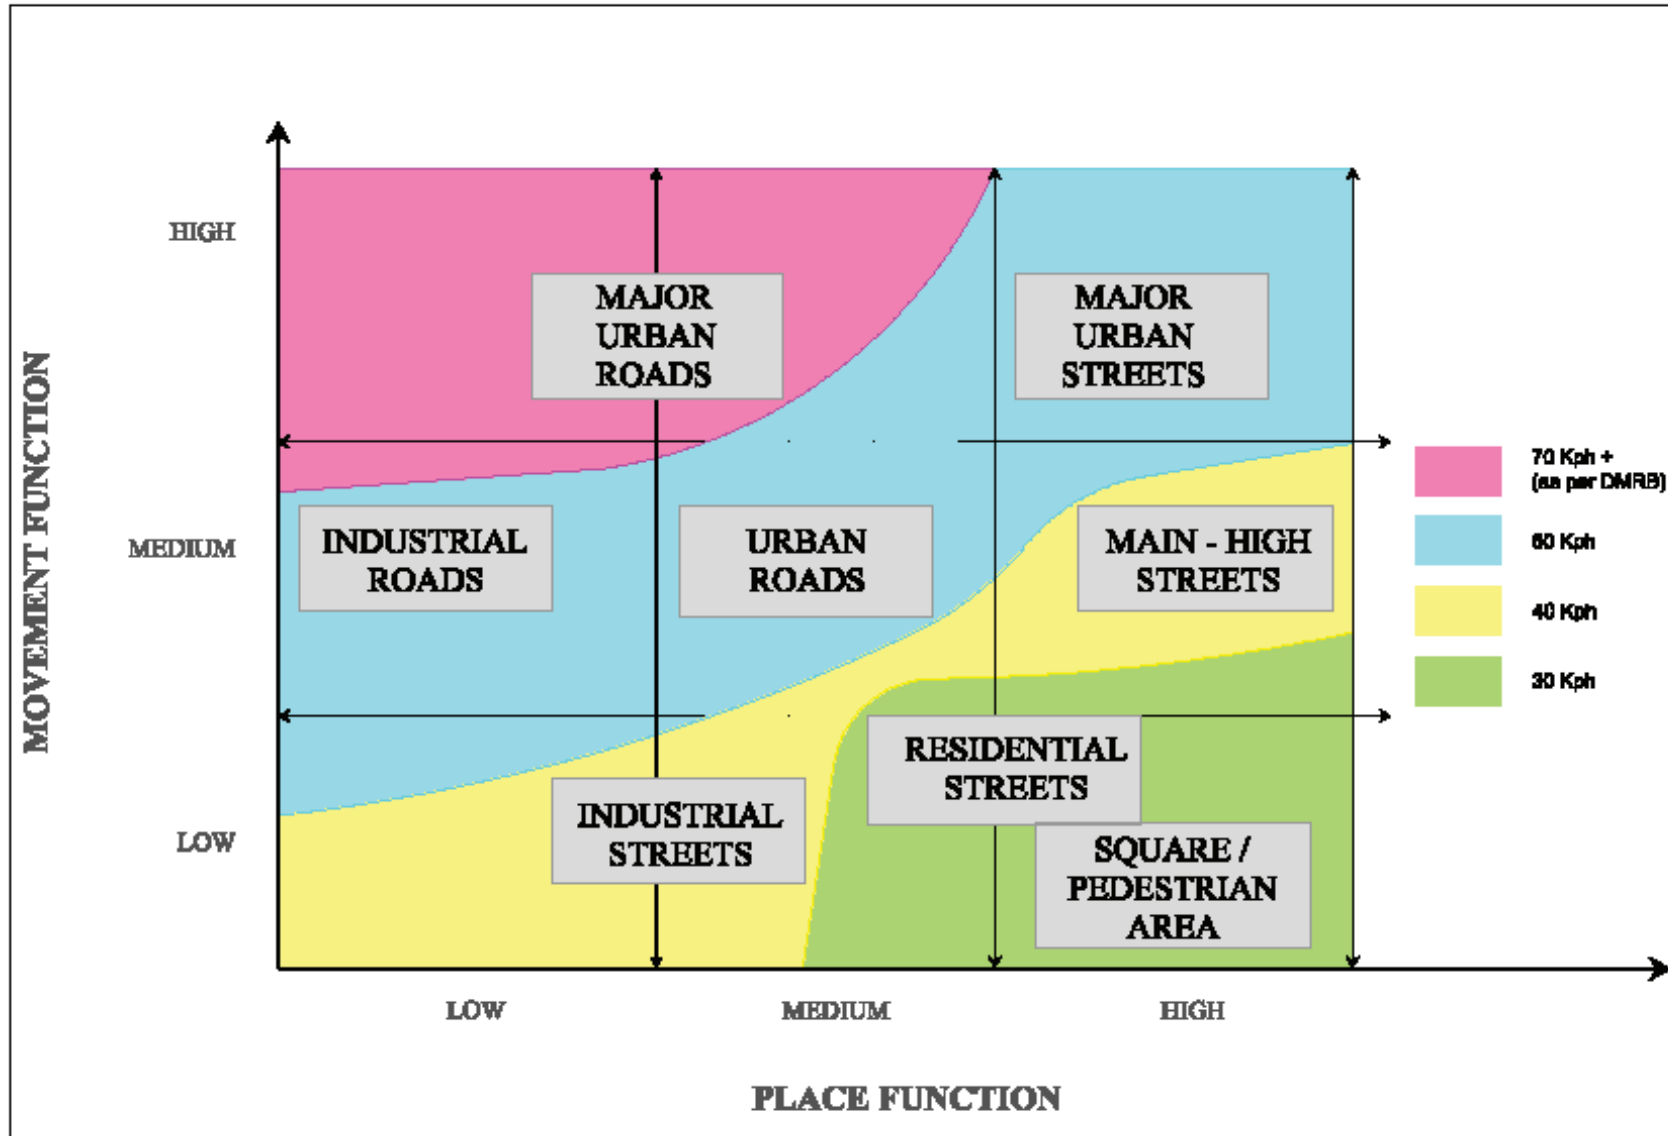 HIGH
MAJOR
URBAN
ROADS
MAJOR
URBAN
STREETS
MOVEMENT FUNCTION
MEDIUM
INDUSTRIAL
ROADS
URBAN
ROADS
MAIN - HIGH
STREETS
70 Kph +
(as per DMRB)
60 Kph
40 Kph
30 Kph
LOW
INDUSTRIAL
STREETS
RESIDENTIAL
STREETS
SQUARE /
PEDESTRIAN
AREA
LOW
MEDIUM
HIGH
PLACE FUNCTION